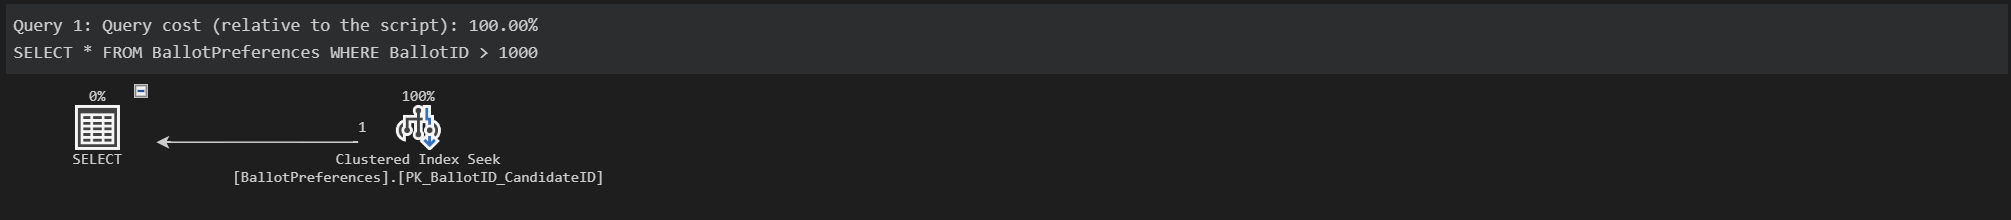 Query 1: Query cost (relative to the script): 100.00%
SELECT * FROM BallotPreferences WHERE BallotID > 1000
0%
100%
1
SELECT
Clustered Index Seek
[BallotPreferences].[PK_BallotID_CandidateID]